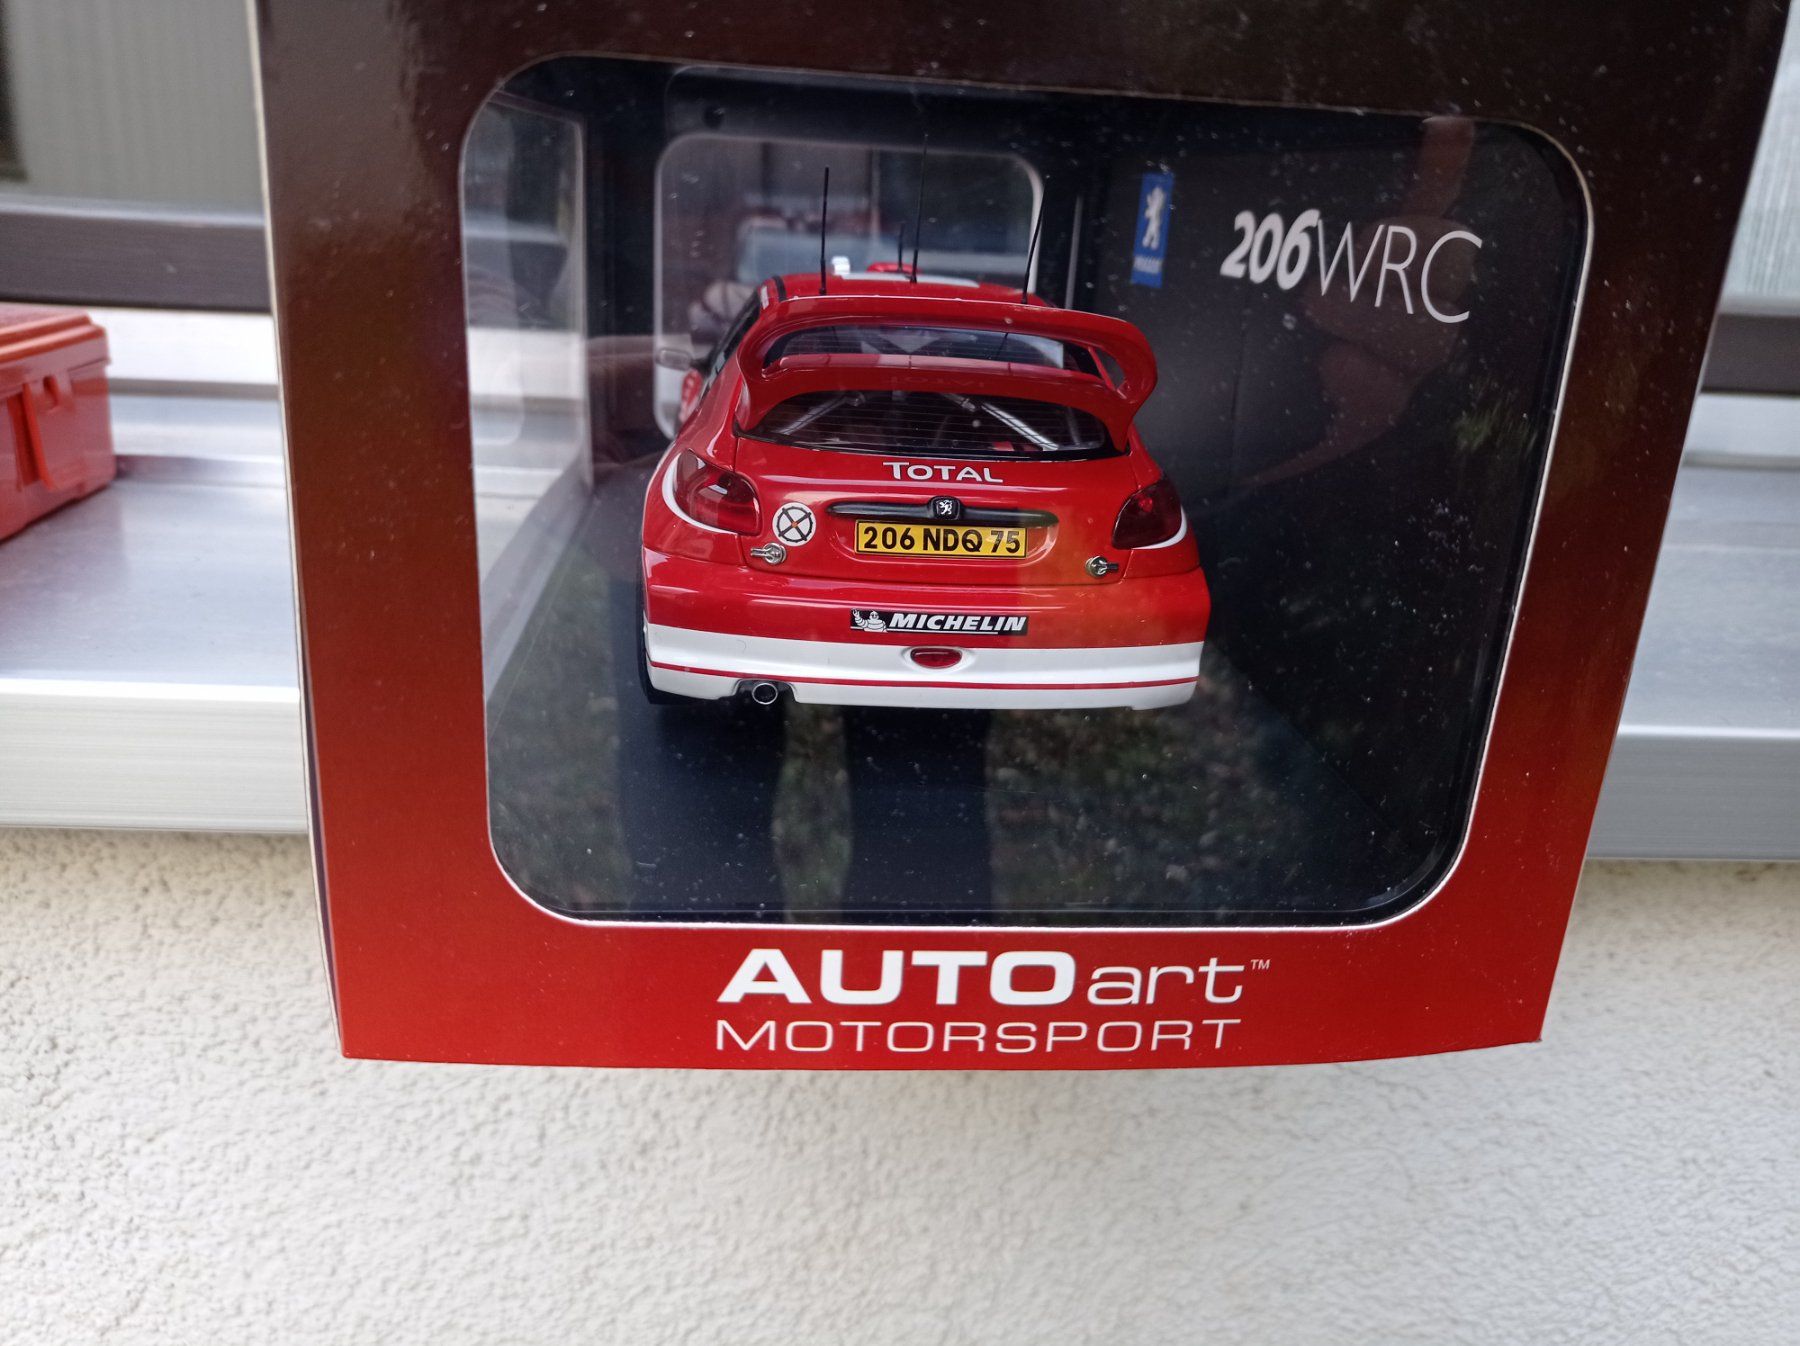 206WRC
TOTAL
206 NDQ 75
MICHELIN
AUTOart™
MOTORSPORT